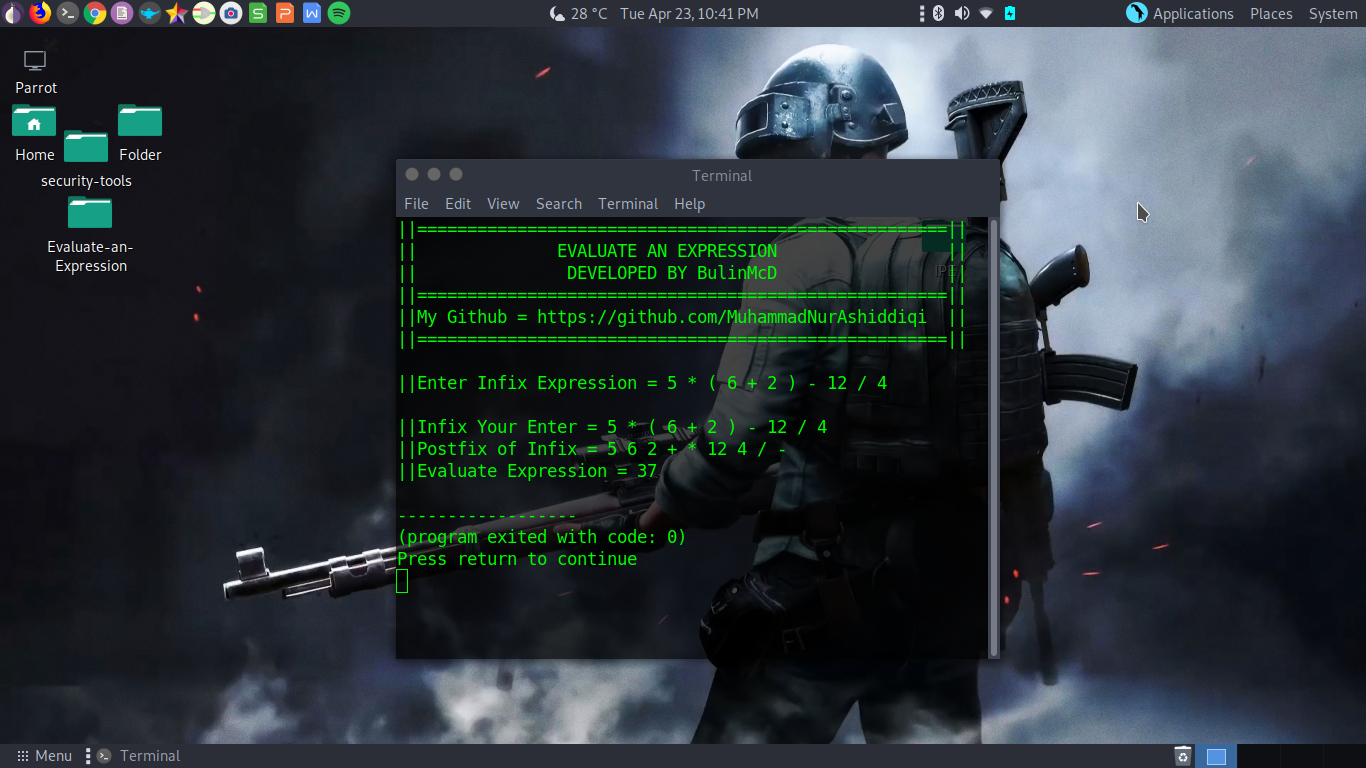 28 °C Tue Apr 23, 10:41 PM
Applications Places System
Parrot
Home
Folder
security-tools
Evaluate-an-
Expression
Terminal
File Edit View Search Terminal Help
||=====================================================||
|| EVALUATE AN EXPRESSION ||
|| DEVELOPED BY BulinMcD ||
||=====================================================||
||My Github = https://github.com/MuhammadNurAshiddiqi ||
||=====================================================||
||Enter Infix Expression = 5 * ( 6 + 2 ) - 12 / 4
||Infix Your Enter = 5 * ( 6 + 2 ) - 12 / 4
||Postfix of Infix = 5 6 2 + * 12 4 / -
||Evaluate Expression = 37
------------------
(program exited with code: 0)
Press return to continue
Menu Terminal